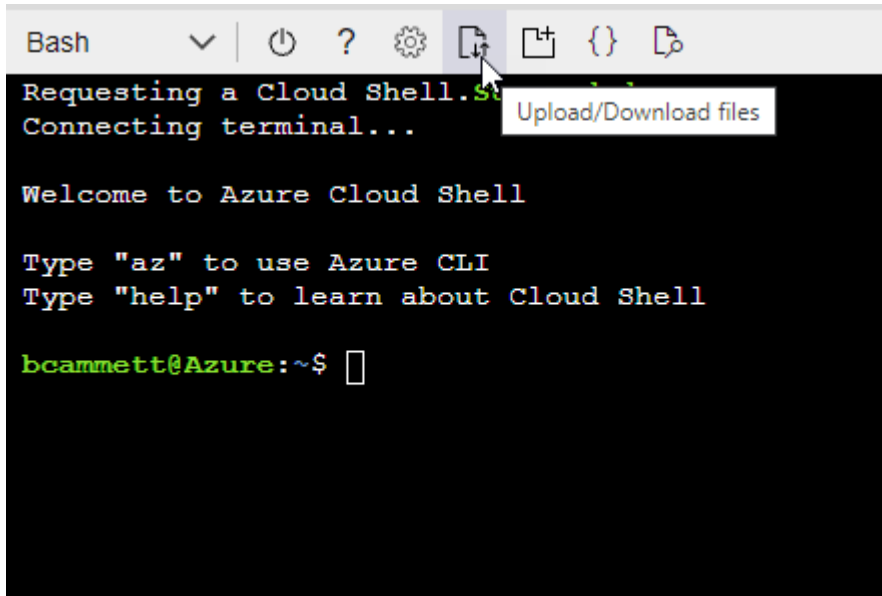 Bash ? {}
Requesting a Cloud Shell.
Upload/Download files
Connecting terminal...
Welcome to Azure Cloud Shell
Type "az" to use Azure CLI
Type "help" to learn about Cloud Shell
bcammett@Azure:~$